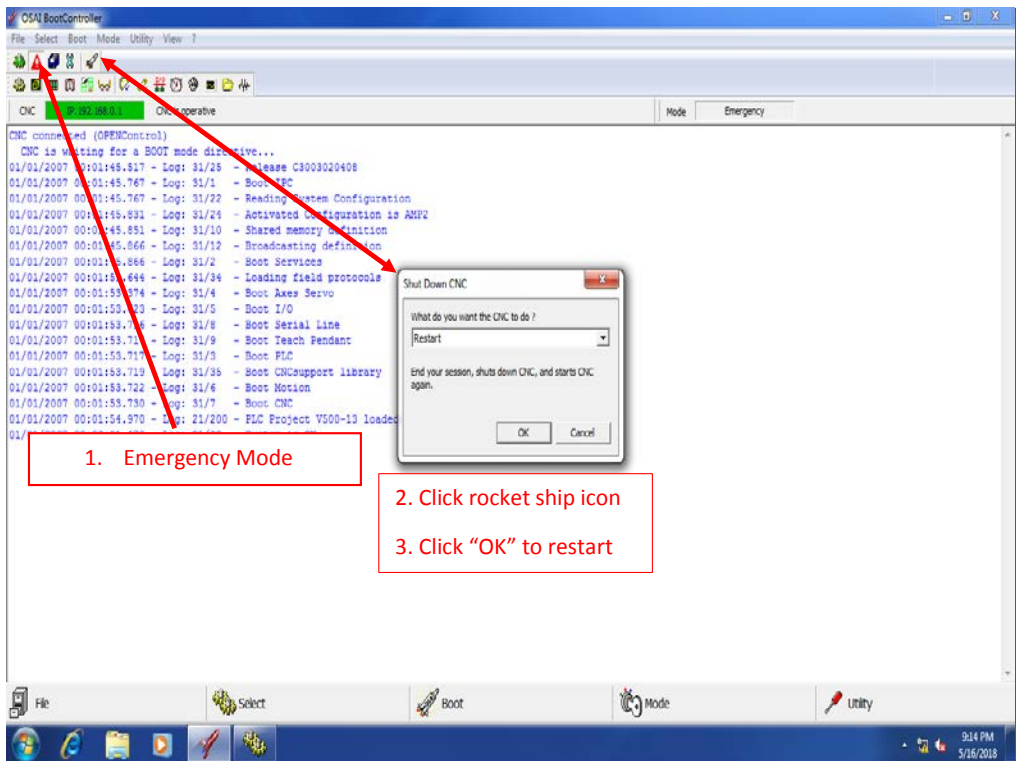 OSAI BootController
File Select Boot Mode Utility View ?
CNC IP:192.168.0.1 CNC is operative Mode Emergency
CNC connected (OPENControl)
CNC is waiting for a BOOT mode directive...
01/01/2007 00:01:45.517 - Log: 31/25 - Release C3003020408
01/01/2007 00:01:45.767 - Log: 31/1 - Boot IPC
01/01/2007 00:01:45.767 - Log: 31/22 - Reading System Configuration
01/01/2007 00:01:45.831 - Log: 31/24 - Activated Configuration is AMP2
01/01/2007 00:01:45.851 - Log: 31/10 - Shared memory definition
01/01/2007 00:01:45.866 - Log: 31/12 - Broadcasting definition
01/01/2007 00:01:45.866 - Log: 31/2 - Boot Services
01/01/2007 Log: 31/34 - Loading field protocols
01/01/2007 Log: 31/4 - Boot Axes Servo
01/01/2007 Log: 31/5 - Boot I/O
01/01/2007 Log: 31/8 - Boot Serial Line
01/01/2007 Log: 31/9 - Boot Teach Pendant
01/01/2007 00:01:53.717 - Log: 31/3 - Boot PLC
01/01/2007 00:01:53.719 - Log: 31/35 - Boot CNCsupport library
01/01/2007 00:01:53.722 - Log: 31/6 - Boot Motion
01/01/2007 00:01:53.730 - Log: 31/7 - Boot CNC
01/01/2007 00:01:54.970 - Log: 21/200 - PLC Project V500-13 loaded
Shut Down CNC
What do you want the CNC to do ?
Restart
End your session, shuts down CNC, and starts CNC
again.
OK Cancel
1. Emergency Mode
2. Click rocket ship icon
3. Click “OK” to restart
File Select Boot Mode Utility
9:14 PM
5/16/2018